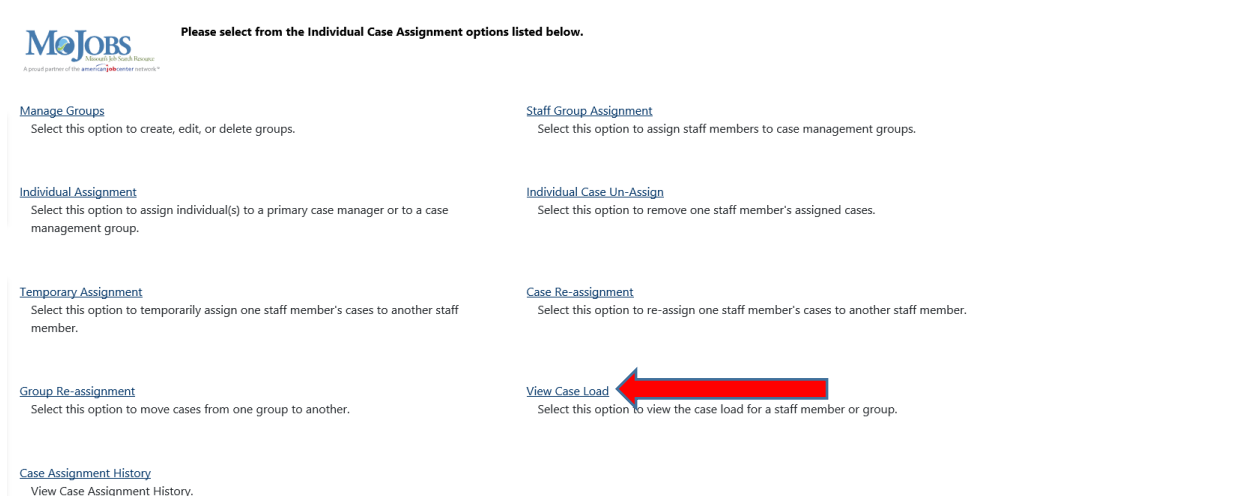 Please select from the Individual Case Assignment options listed below.
MoJOBS
Missouri's Job Search Resource
A proud partner of the americanjobcenter network®
Manage Groups
Select this option to create, edit, or delete groups.
Staff Group Assignment
Select this option to assign staff members to case management groups.
Individual Assignment
Select this option to assign individual(s) to a primary case manager or to a case
management group.
Individual Case Un-Assign
Select this option to remove one staff member's assigned cases.
Temporary Assignment
Select this option to temporarily assign one staff member's cases to another staff
member.
Case Re-assignment
Select this option to re-assign one staff member's cases to another staff member.
Group Re-assignment
Select this option to move cases from one group to another.
View Case Load
Select this option to view the case load for a staff member or group.
Case Assignment History
View Case Assignment History.